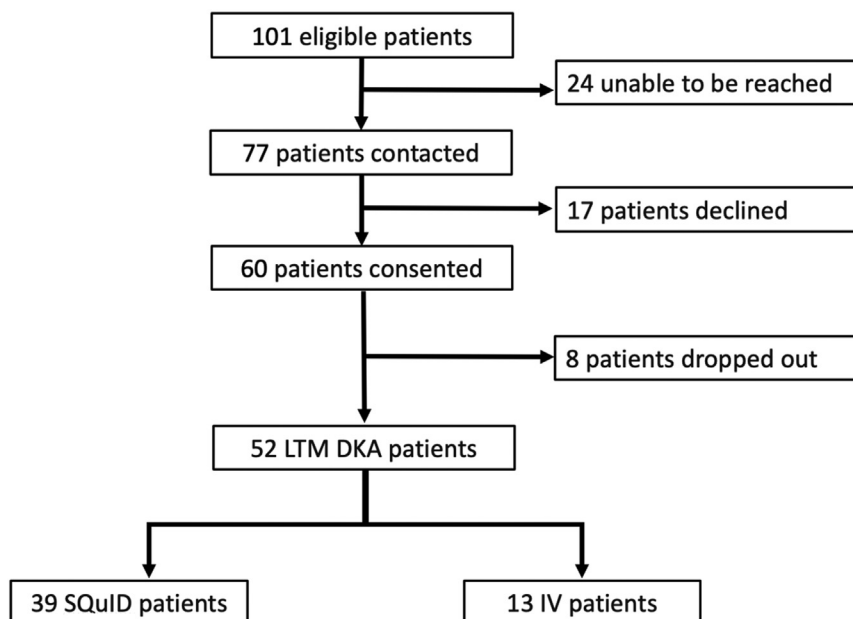 101 eligible patients
24 unable to be reached
77 patients contacted
17 patients declined
60 patients consented
8 patients dropped out
52 LTM DKA patients
39 SQuID patients
13 IV patients